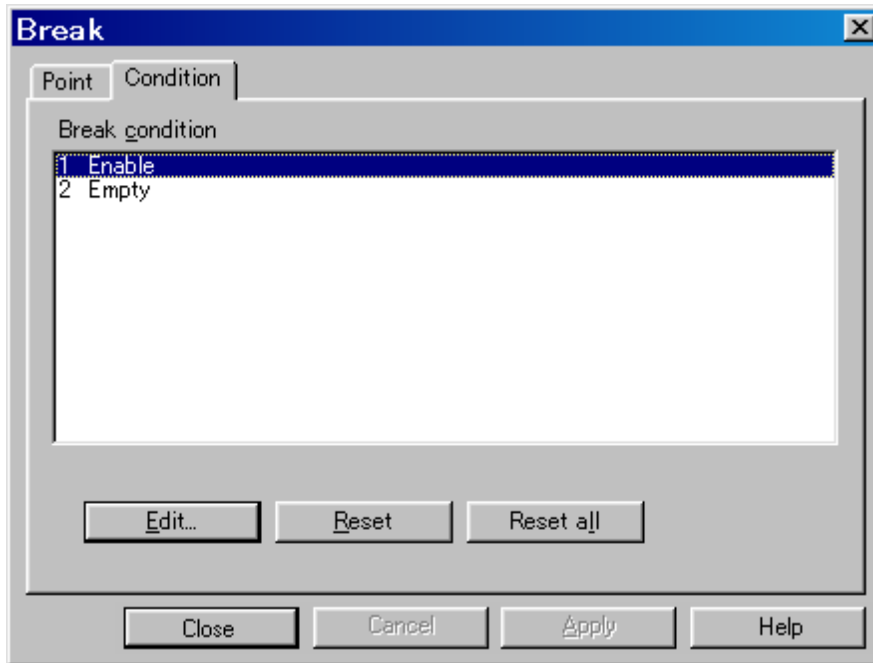 Break
Point Condition
Break condition
1 Enable
2 Empty
Edit... Reset Reset all
Close Cancel Apply Help